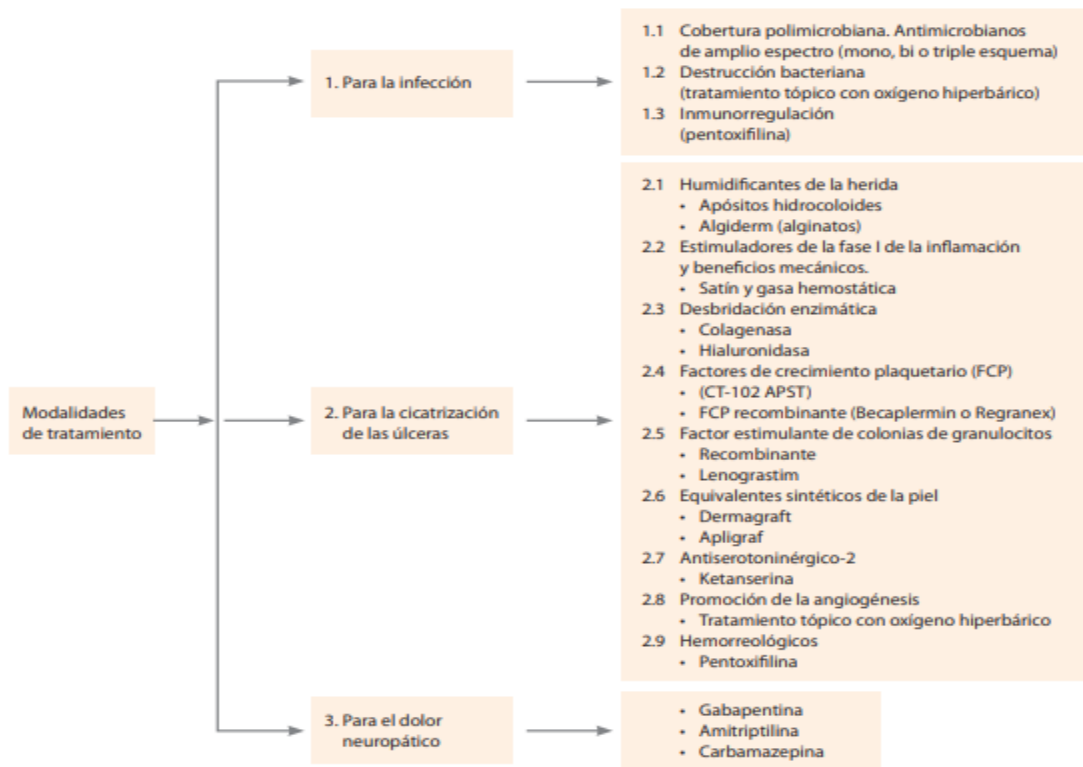 1. Para la infección
1.1 Cobertura polimicrobiana. Antimicrobianos
de amplio espectro (mono, bi o triple esquema)
1.2 Destrucción bacteriana
(tratamiento tópico con oxígeno hiperbárico)
1.3 Inmunorregulación
(pentoxifilina)
Modalidades
de tratamiento
2. Para la cicatrización
de las úlceras
2.1 Humidificantes de la herida
• Apósitos hidrocoloides
• Algiderm (alginatos)
2.2 Estimuladores de la fase I de la inflamación
y beneficios mecánicos.
• Satín y gasa hemostática
2.3 Desbridación enzimática
• Colagenasa
• Hialuronidasa
2.4 Factores de crecimiento plaquetario (FCP)
• (CT-102 APST)
• FCP recombinante (Becaplermin o Regranex)
2.5 Factor estimulante de colonias de granulocitos
• Recombinante
• Lenograstim
2.6 Equivalentes sintéticos de la piel
• Dermagraft
• Apligraf
2.7 Antiserotoninérgico-2
• Ketanserina
2.8 Promoción de la angiogénesis
• Tratamiento tópico con oxígeno hiperbárico
2.9 Hemorreológicos
• Pentoxifilina
3. Para el dolor
neuropático
• Gabapentina
• Amitriptilina
• Carbamazepina